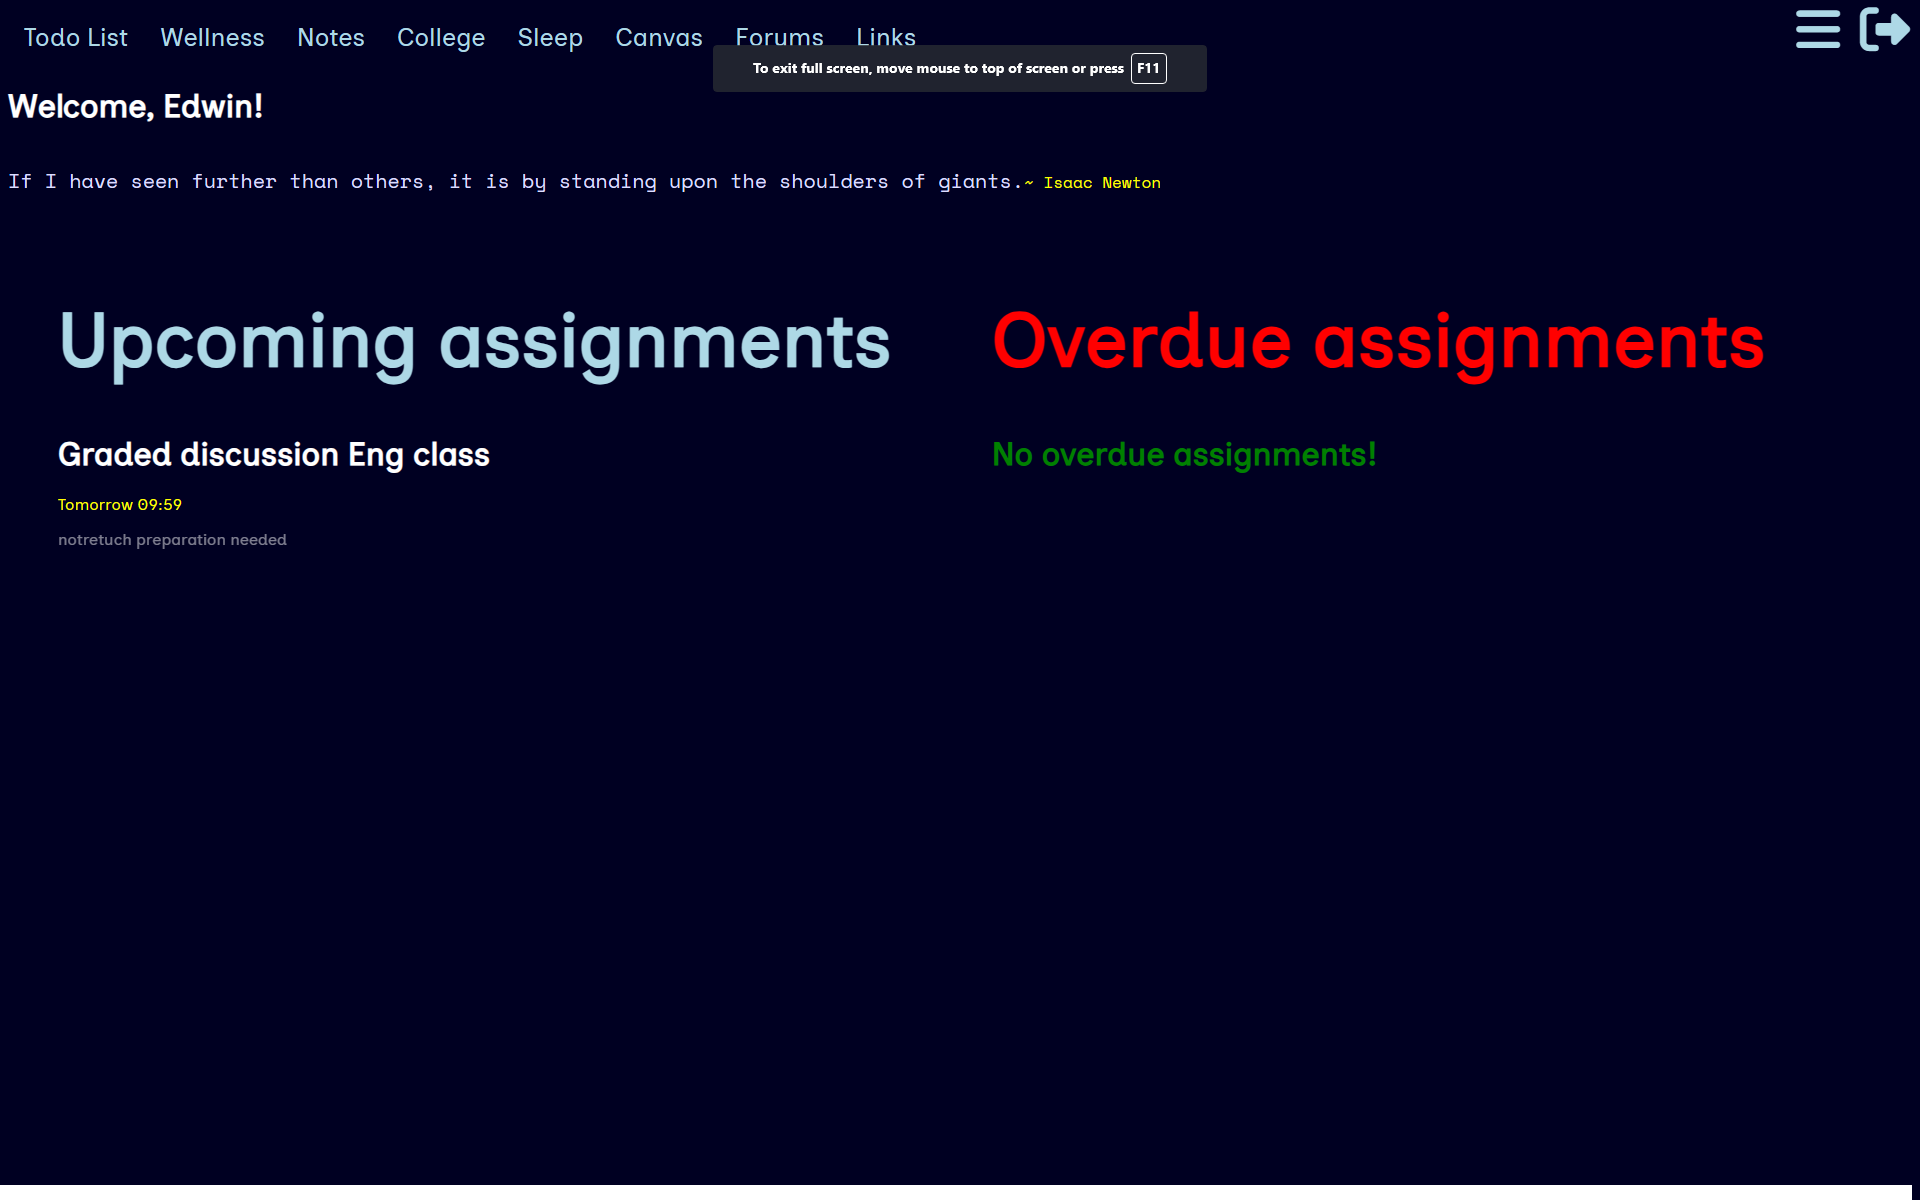 Todo List Wellness Notes College Sleep Canvas Forums Links
To exit full screen, move mouse to top of screen or press F11
Welcome, Edwin!
If I have seen further than others, it is by standing upon the shoulders of giants.~ Isaac Newton
Upcoming assignments
Graded discussion Eng class
Tomorrow 09:59
notretuch preparation needed
Overdue assignments
No overdue assignments!